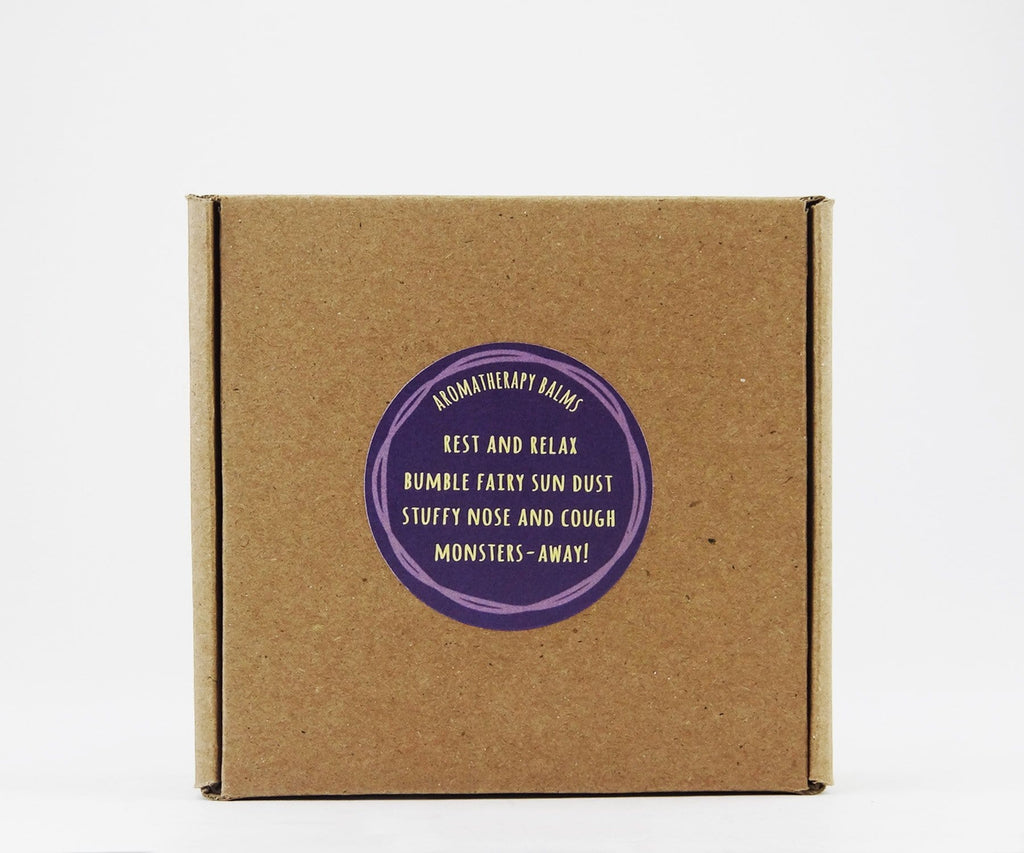 AROMATHERAPY BALMS
REST AND RELAX
BUMBLE FAIRY SUN DUST
STUFFY NOSE AND COUGH
MONSTERS-AWAY!